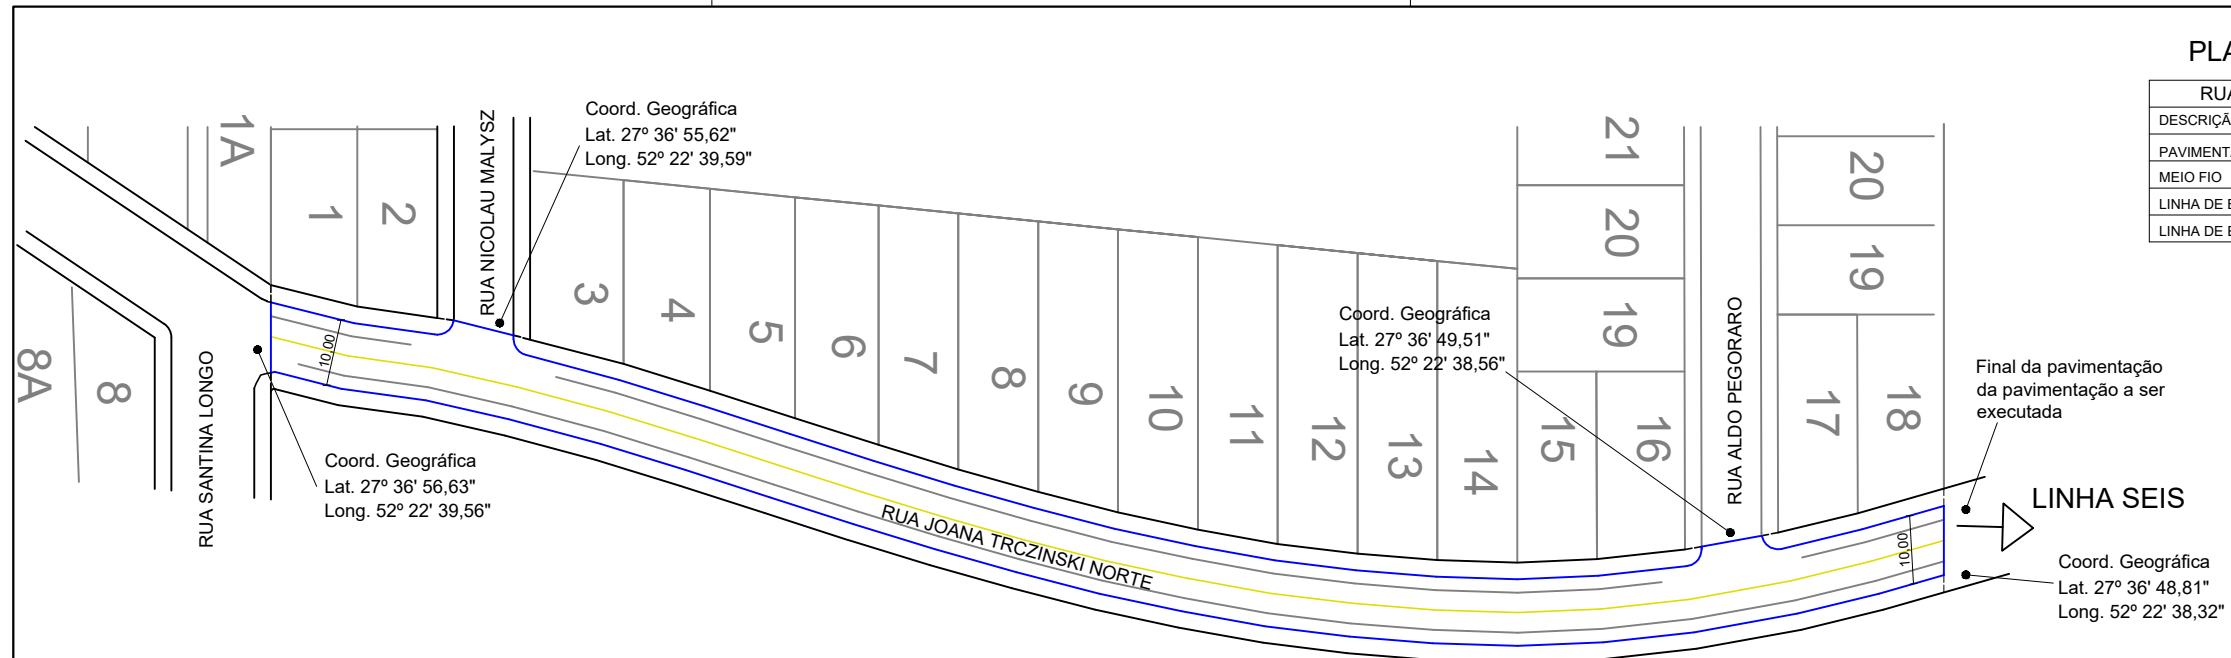 1A
1
2
RUA NICOLAU MALYSZ
Coord. Geográfica
Lat. 27º 36' 55,62"
Long. 52º 22' 39,59"
3
4
5
6
7
8
9
10
11
12
13
14
15
16
21
20
19
Coord. Geográfica
Lat. 27º 36' 49,51"
Long. 52º 22' 38,56"
RUA ALDO PEGORARO
20
19
17
18
Final da pavimentação
da pavimentação a ser
executada
LINHA SEIS
10,00
Coord. Geográfica
Lat. 27º 36' 48,81"
Long. 52º 22' 38,32"
8A
8
RUA SANTINA LONGO
10,00
Coord. Geográfica
Lat. 27º 36' 56,63"
Long. 52º 22' 39,56"
RUA JOANA TRCZINSKI NORTE
PLA
RUA
DESCRIÇÃ
PAVIMENTA
MEIO FIO
LINHA DE E
LINHA DE E